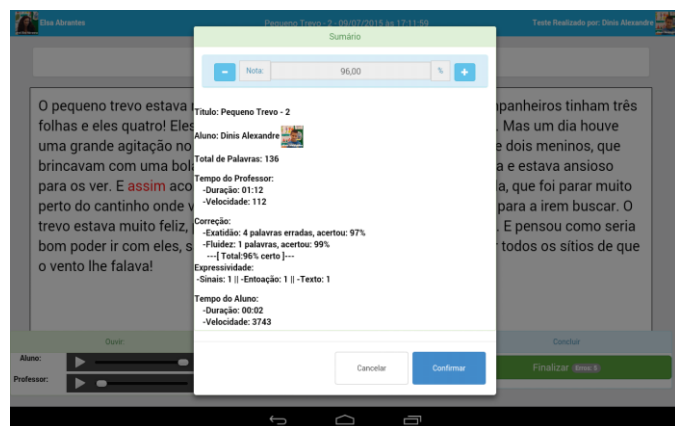 Elsa Abrantes
Pequeno Trevo - 2 - 09/07/2015 às 17:11:59
Teste Realizado por: Dinis Alexandre
Sumário
- Nota: 96,00 % +
Titulo: Pequeno Trevo - 2
Aluno: Dinis Alexandre
Total de Palavras: 136
Tempo do Professor:
-Duração: 01:12
-Velocidade: 112
Correção:
-Exatidão: 4 palavras erradas, acertou: 97%
-Fluidez: 1 palavras, acertou: 99%
---[ Total:96% certo ]---
Expressividade:
-Sinais: 1 || -Entoação: 1 || -Texto: 1
Tempo do Aluno:
-Duração: 00:02
-Velocidade: 3743
Cancelar
Confirmar
O pequeno trevo estava
mpanheiros tinham três
folhas e eles quatro! Eles
. Mas um dia houve
uma grande agitação no
e dois meninos, que
brincavam com uma bola
a e estava ansioso
para os ver. E assim aco
la, que foi parar muito
perto do cantinho onde v
para a irem buscar. O
trevo estava muito feliz,
. E pensou como seria
bom poder ir com eles, s
r todos os sítios de que
o vento lhe falava!
Ouvir
Concluir
Aluno:
Professor:
Finalizar Erros: 5